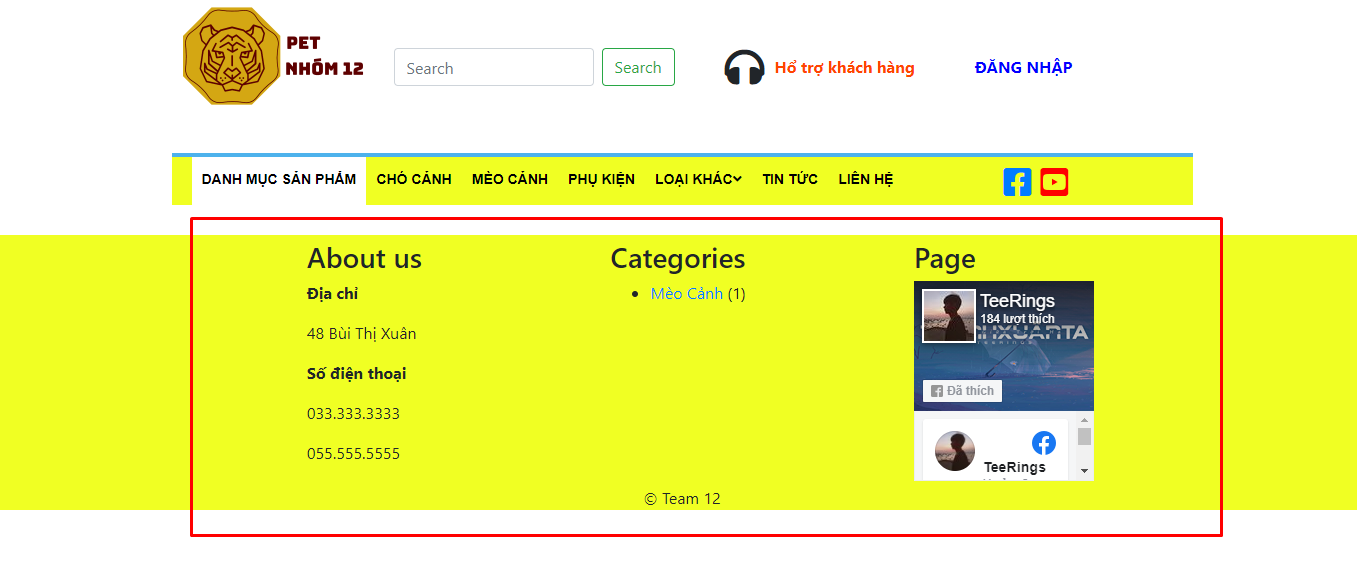 PET
NHÓM 12
Search
Search
Hổ trợ khách hàng
ĐĂNG NHẬP
DANH MỤC SẢN PHẨM
CHÓ CẢNH
MÈO CẢNH
PHỤ KIỆN
LOẠI KHÁC
TIN TỨC
LIÊN HỆ
About us
Địa chỉ
48 Bùi Thị Xuân
Số điện thoại
033.333.3333
055.555.5555
Categories
Mèo Cảnh (1)
Page
TeeRings
184 lượt thích
Đã thích
TeeRings
© Team 12